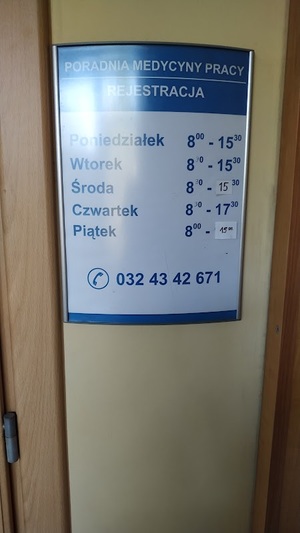 PORADNIA MEDYCYNY PRACY
REJESTRACJA
Poniedziałek 8⁰⁰ - 15³⁰
Wtorek 8⁰⁰ - 15³⁰
Środa 8⁰⁰ - 15³⁰
Czwartek 8⁰⁰ - 17³⁰
Piątek 8⁰⁰ -
032 43 42 671